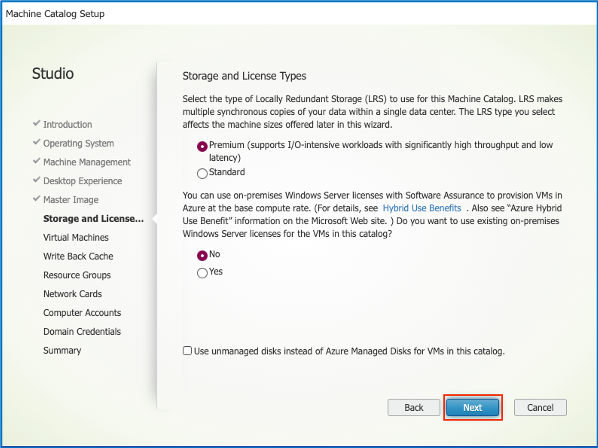 Machine Catalog Setup
Studio
Introduction
Operating System
Machine Management
Desktop Experience
Master Image
Storage and License...
Virtual Machines
Write Back Cache
Resource Groups
Network Cards
Computer Accounts
Domain Credentials
Summary
Storage and License Types
Select the type of Locally Redundant Storage (LRS) to use for this Machine Catalog. LRS makes
multiple synchronous copies of your data within a single data center. The LRS type you select
affects the machine sizes offered later in this wizard.
Premium (supports I/O-intensive workloads with significantly high throughput and low
latency)
Standard
You can use on-premises Windows Server licenses with Software Assurance to provision VMs in
Azure at the base compute rate. (For details, see Hybrid Use Benefits . Also see "Azure Hybrid
Use Benefit" information on the Microsoft Web site. ) Do you want to use existing on-premises
Windows Server licenses for the VMs in this catalog?
No
Yes
Use unmanaged disks instead of Azure Managed Disks for VMs in this catalog.
Back
Next
Cancel